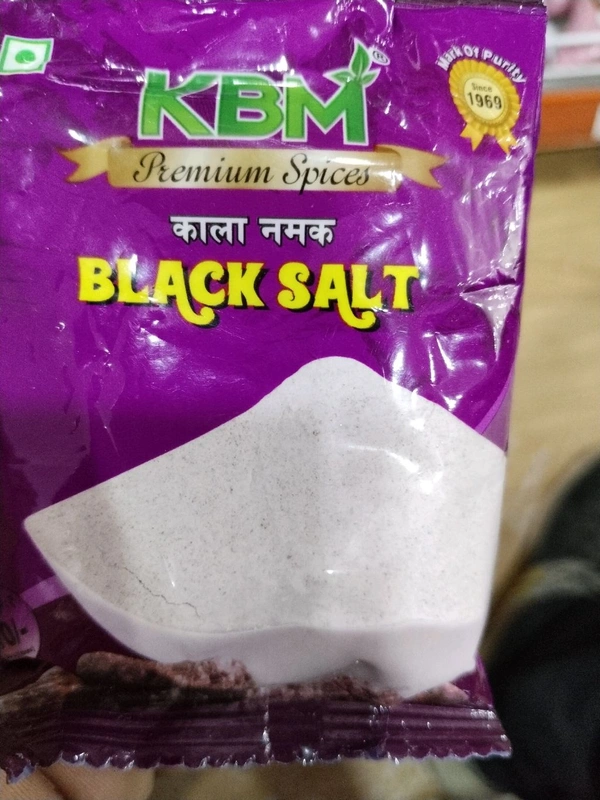 KBM®
Mark Of Purity
Since
1969
Premium Spices
काला नमक
BLACK SALT